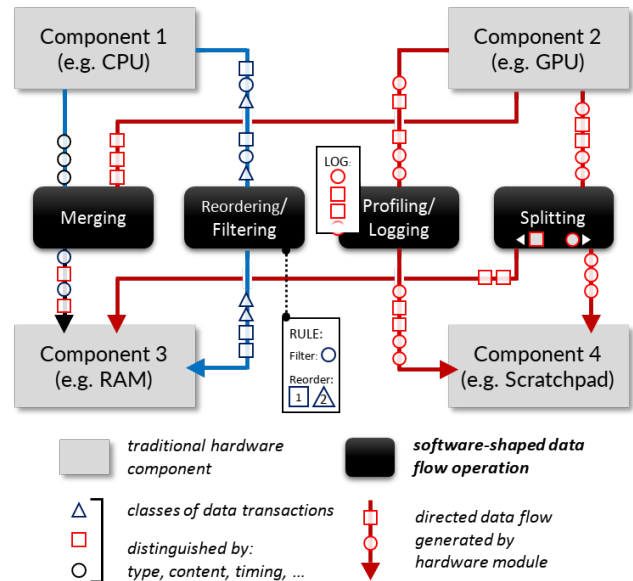 Component 1
(e.g. CPU)
Component 2
(e.g. GPU)
LOG:
Merging
Reordering/
Filtering
Profiling/
Logging
Splitting
Component 3
(e.g. RAM)
RULE:
Filter:
Reorder:
1
2
Component 4
(e.g. Scratchpad)
traditional hardware
component
software-shaped data
flow operation
classes of data transactions
distinguished by:
type, content, timing, ...
directed data flow
generated by
hardware module